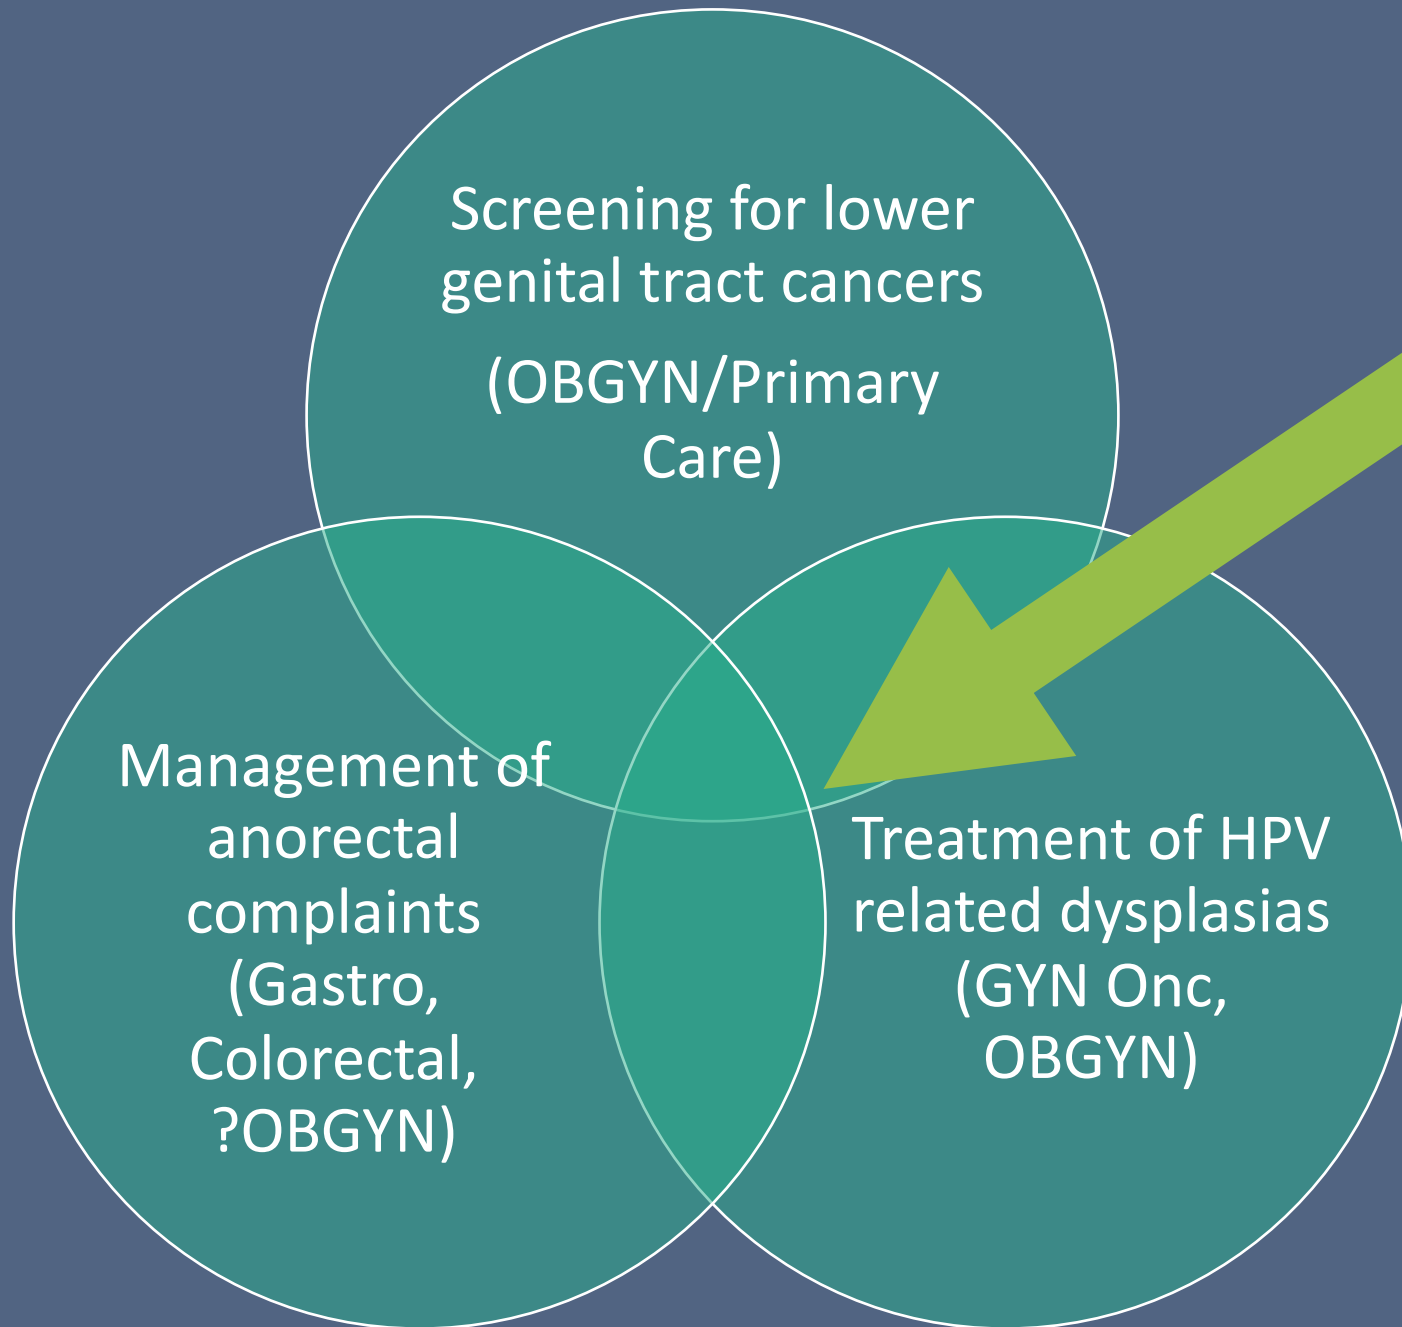 Screening for lower
genital tract cancers
(OBGYN/Primary
Care)
Management of
anorectal
complaints
(Gastro,
Colorectal,
?OBGYN)
Treatment of HPV
related dysplasias
(GYN Onc,
OBGYN)